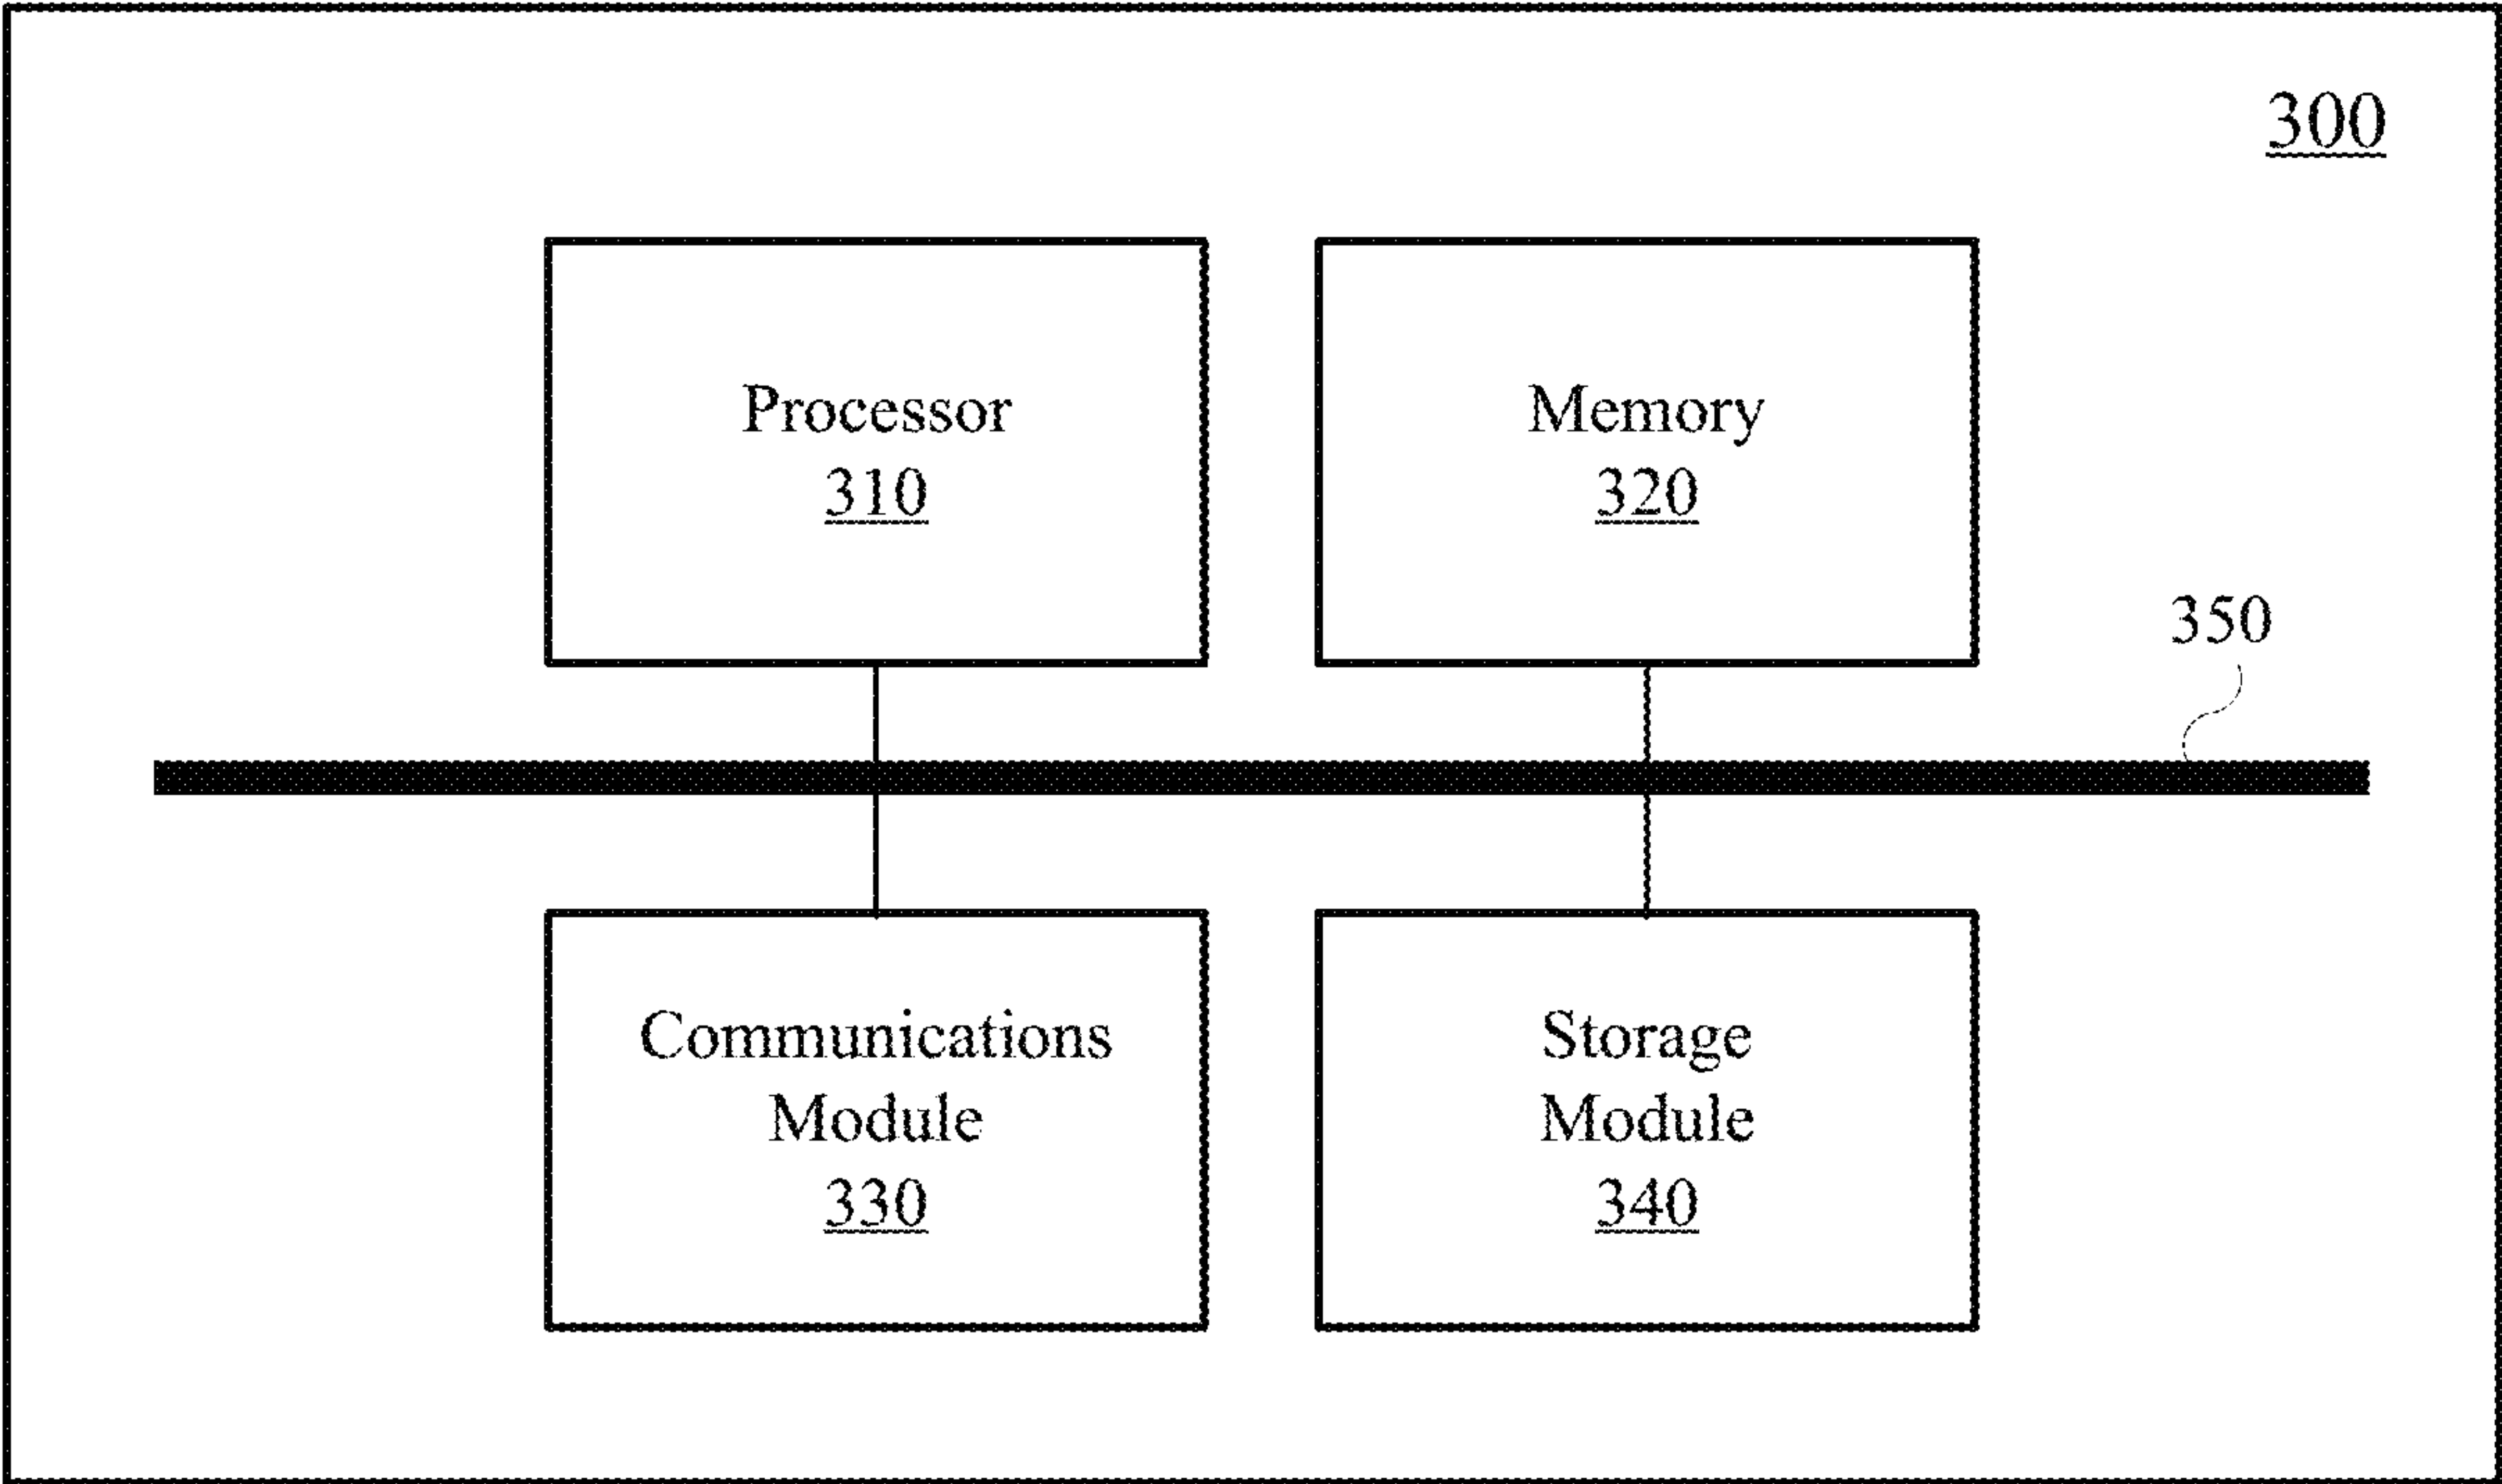 300
Processor
310
Memory
320
350
Communications
Module
330
Storage
Module
340